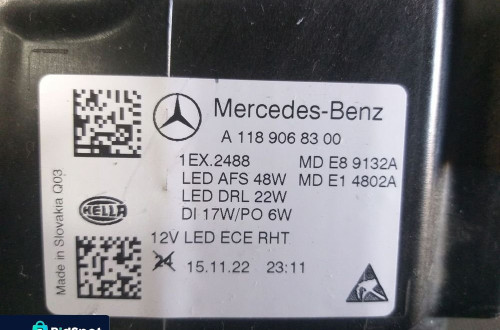 Mercedes-Benz
A 118 906 83 00
1EX.2488 MD E8 9132A
LED AFS 48W MD E1 4802A
LED DRL 22W
DI 17W/PO 6W
12V LED ECE RHT
24 15.11.22 23:11
HELLA
Made in Slovakia Q03
BidSpot